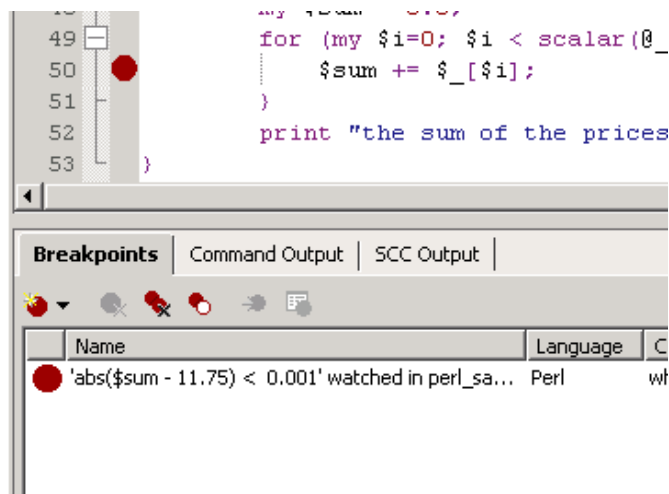 49 for (my $i=0; $i < scalar(@_
50 $sum += $_[$i];
51 }
52 print "the sum of the prices
53 }
Breakpoints Command Output SCC Output
Name Language
'abs($sum - 11.75) < 0.001' watched in perl_sa... Perl